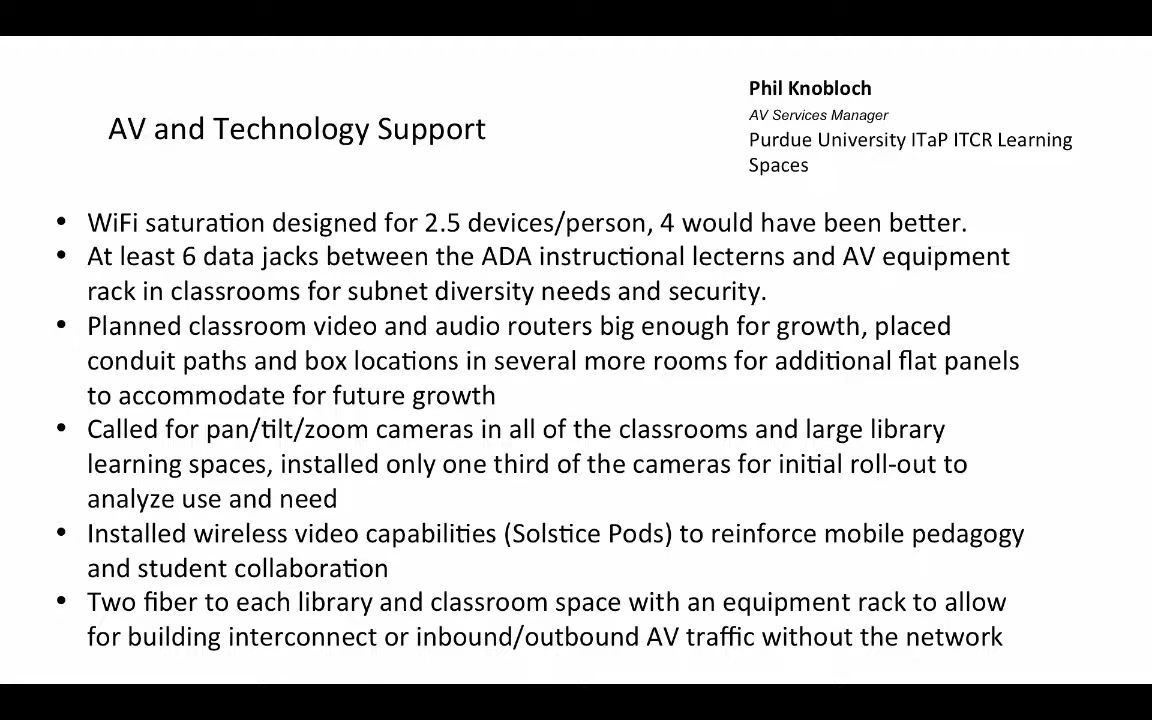 AV and Technology Support
Phil Knobloch
AV Services Manager
Purdue University ITaP ITCR Learning
Spaces
• WiFi saturation designed for 2.5 devices/person, 4 would have been better.
• At least 6 data jacks between the ADA instructional lecterns and AV equipment
rack in classrooms for subnet diversity needs and security.
• Planned classroom video and audio routers big enough for growth, placed
conduit paths and box locations in several more rooms for additional flat panels
to accommodate for future growth
• Called for pan/tilt/zoom cameras in all of the classrooms and large library
learning spaces, installed only one third of the cameras for initial roll-out to
analyze use and need
• Installed wireless video capabilities (Solstice Pods) to reinforce mobile pedagogy
and student collaboration
• Two fiber to each library and classroom space with an equipment rack to allow
for building interconnect or inbound/outbound AV traffic without the network